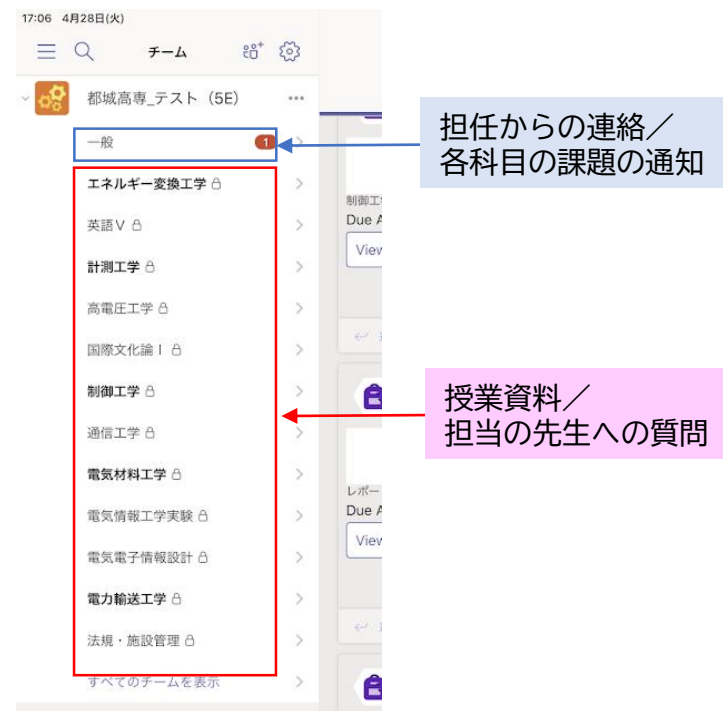 17:06 4月28日(火)
チーム
都城高専_テスト（5E）
一般
1
エネルギー変換工学
英語Ⅴ
計測工学
高電圧工学
国際文化論Ⅰ
制御工学
通信工学
電気材料工学
電気情報工学実験
電気電子情報設計
電力輸送工学
法規・施設管理
すべてのチームを表示
制御工
Due A
View
レポー
Due A
View
担任からの連絡／
各科目の課題の通知
授業資料／
担当の先生への質問